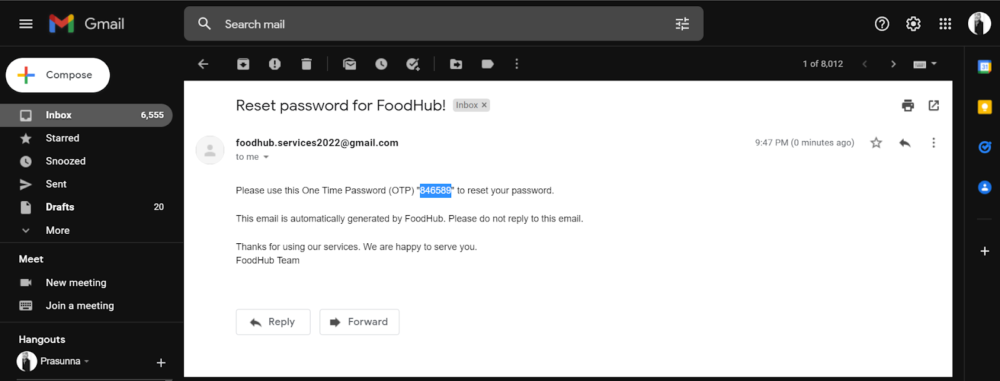 Gmail
Search mail
Compose
1 of 8,012
Inbox 6,555
Starred
Snoozed
Sent
Drafts 20
More
Meet
New meeting
Join a meeting
Hangouts
Prasunna
Reset password for FoodHub! Inbox ×
foodhub.services2022@gmail.com 9:47 PM (0 minutes ago)
to me
Please use this One Time Password (OTP) "846589" to reset your password.
This email is automatically generated by FoodHub. Please do not reply to this email.
Thanks for using our services. We are happy to serve you.
FoodHub Team
Reply Forward
31